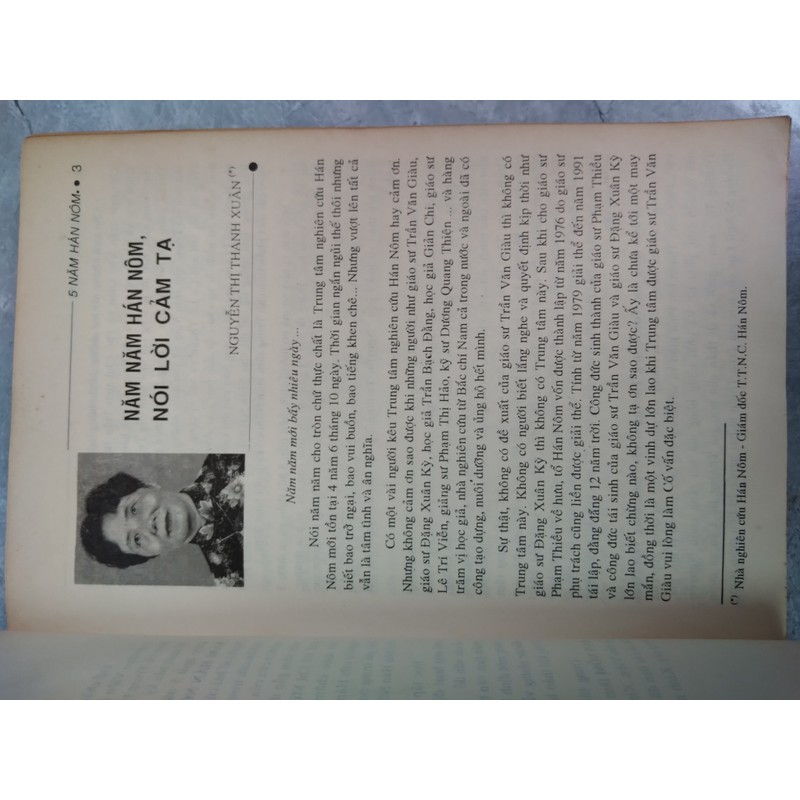 5 NĂM HÁN NÔM. • 3
NĂM NĂM HÁN NÔM,
NÓI LỜI CẢM TẠ
NGUYỄN THỊ THANH XUÂN (*)
Năm năm mới bấy nhiêu ngày ...
Nói năm năm cho tròn chứ thực chất là Trung tâm nghiên cứu Hán
Nôm mới tồn tại 4 năm 6 tháng 10 ngày. Thời gian ngắn ngủi thế thôi nhưng
biết bao trở ngại, bao vui buồn, bao tiếng khen chê... Nhưng vượt lên tất cả
vẫn là tâm tình và ân nghĩa.
Có một vài người kêu Trung tâm nghiên cứu Hán Nôm hay cảm ơn.
Nhưng không cảm ơn sao được khi những người như giáo sư Trần Văn Giàu,
giáo sư Đặng Xuân Kỳ, học giả Trần Bạch Đằng, học giả Giản Chi, giáo sư
Lê Trí Viễn, giảng sư Phạm Thị Hảo, kỹ sư Dương Quang Thiện ... và hàng
trăm vị học giả, nhà nghiên cứu từ Bắc chí Nam cả trong nước và ngoài đã có
công tạo dựng, nuôi dưỡng và ủng hộ hết mình.
Sự thật, không có đề xuất của giáo sư Trần Văn Giàu thì không có
Trung tâm này. Không có người biết lắng nghe và quyết định kịp thời như
giáo sư Đặng Xuân Kỳ thì không có Trung tâm này. Sau khi cho giáo sư
Phạm Thiều về hưu, tổ Hán Nôm vốn được thành lập từ năm 1976 do giáo sư
phụ trách cũng liền được giải thể. Tính từ năm 1979 giải thể đến năm 1991
tái lập, đằng đẵng 12 năm trời. Công đức sinh thành của giáo sư Phạm Thiều
và công đức tái sinh của giáo sư Trần Văn Giàu và giáo sư Đặng Xuân Kỳ
lớn lao biết chừng nào, không tạ ơn sao được? Ấy là chưa kể tới một may
mắn, đồng thời là một vinh dự lớn lao khi Trung tâm được giáo sư Trần Văn
Giàu vui lòng làm Cố vấn đặc biệt.
(*) Nhà nghiên cứu Hán Nôm - Giám đốc T.T.N.C. Hán Nôm.